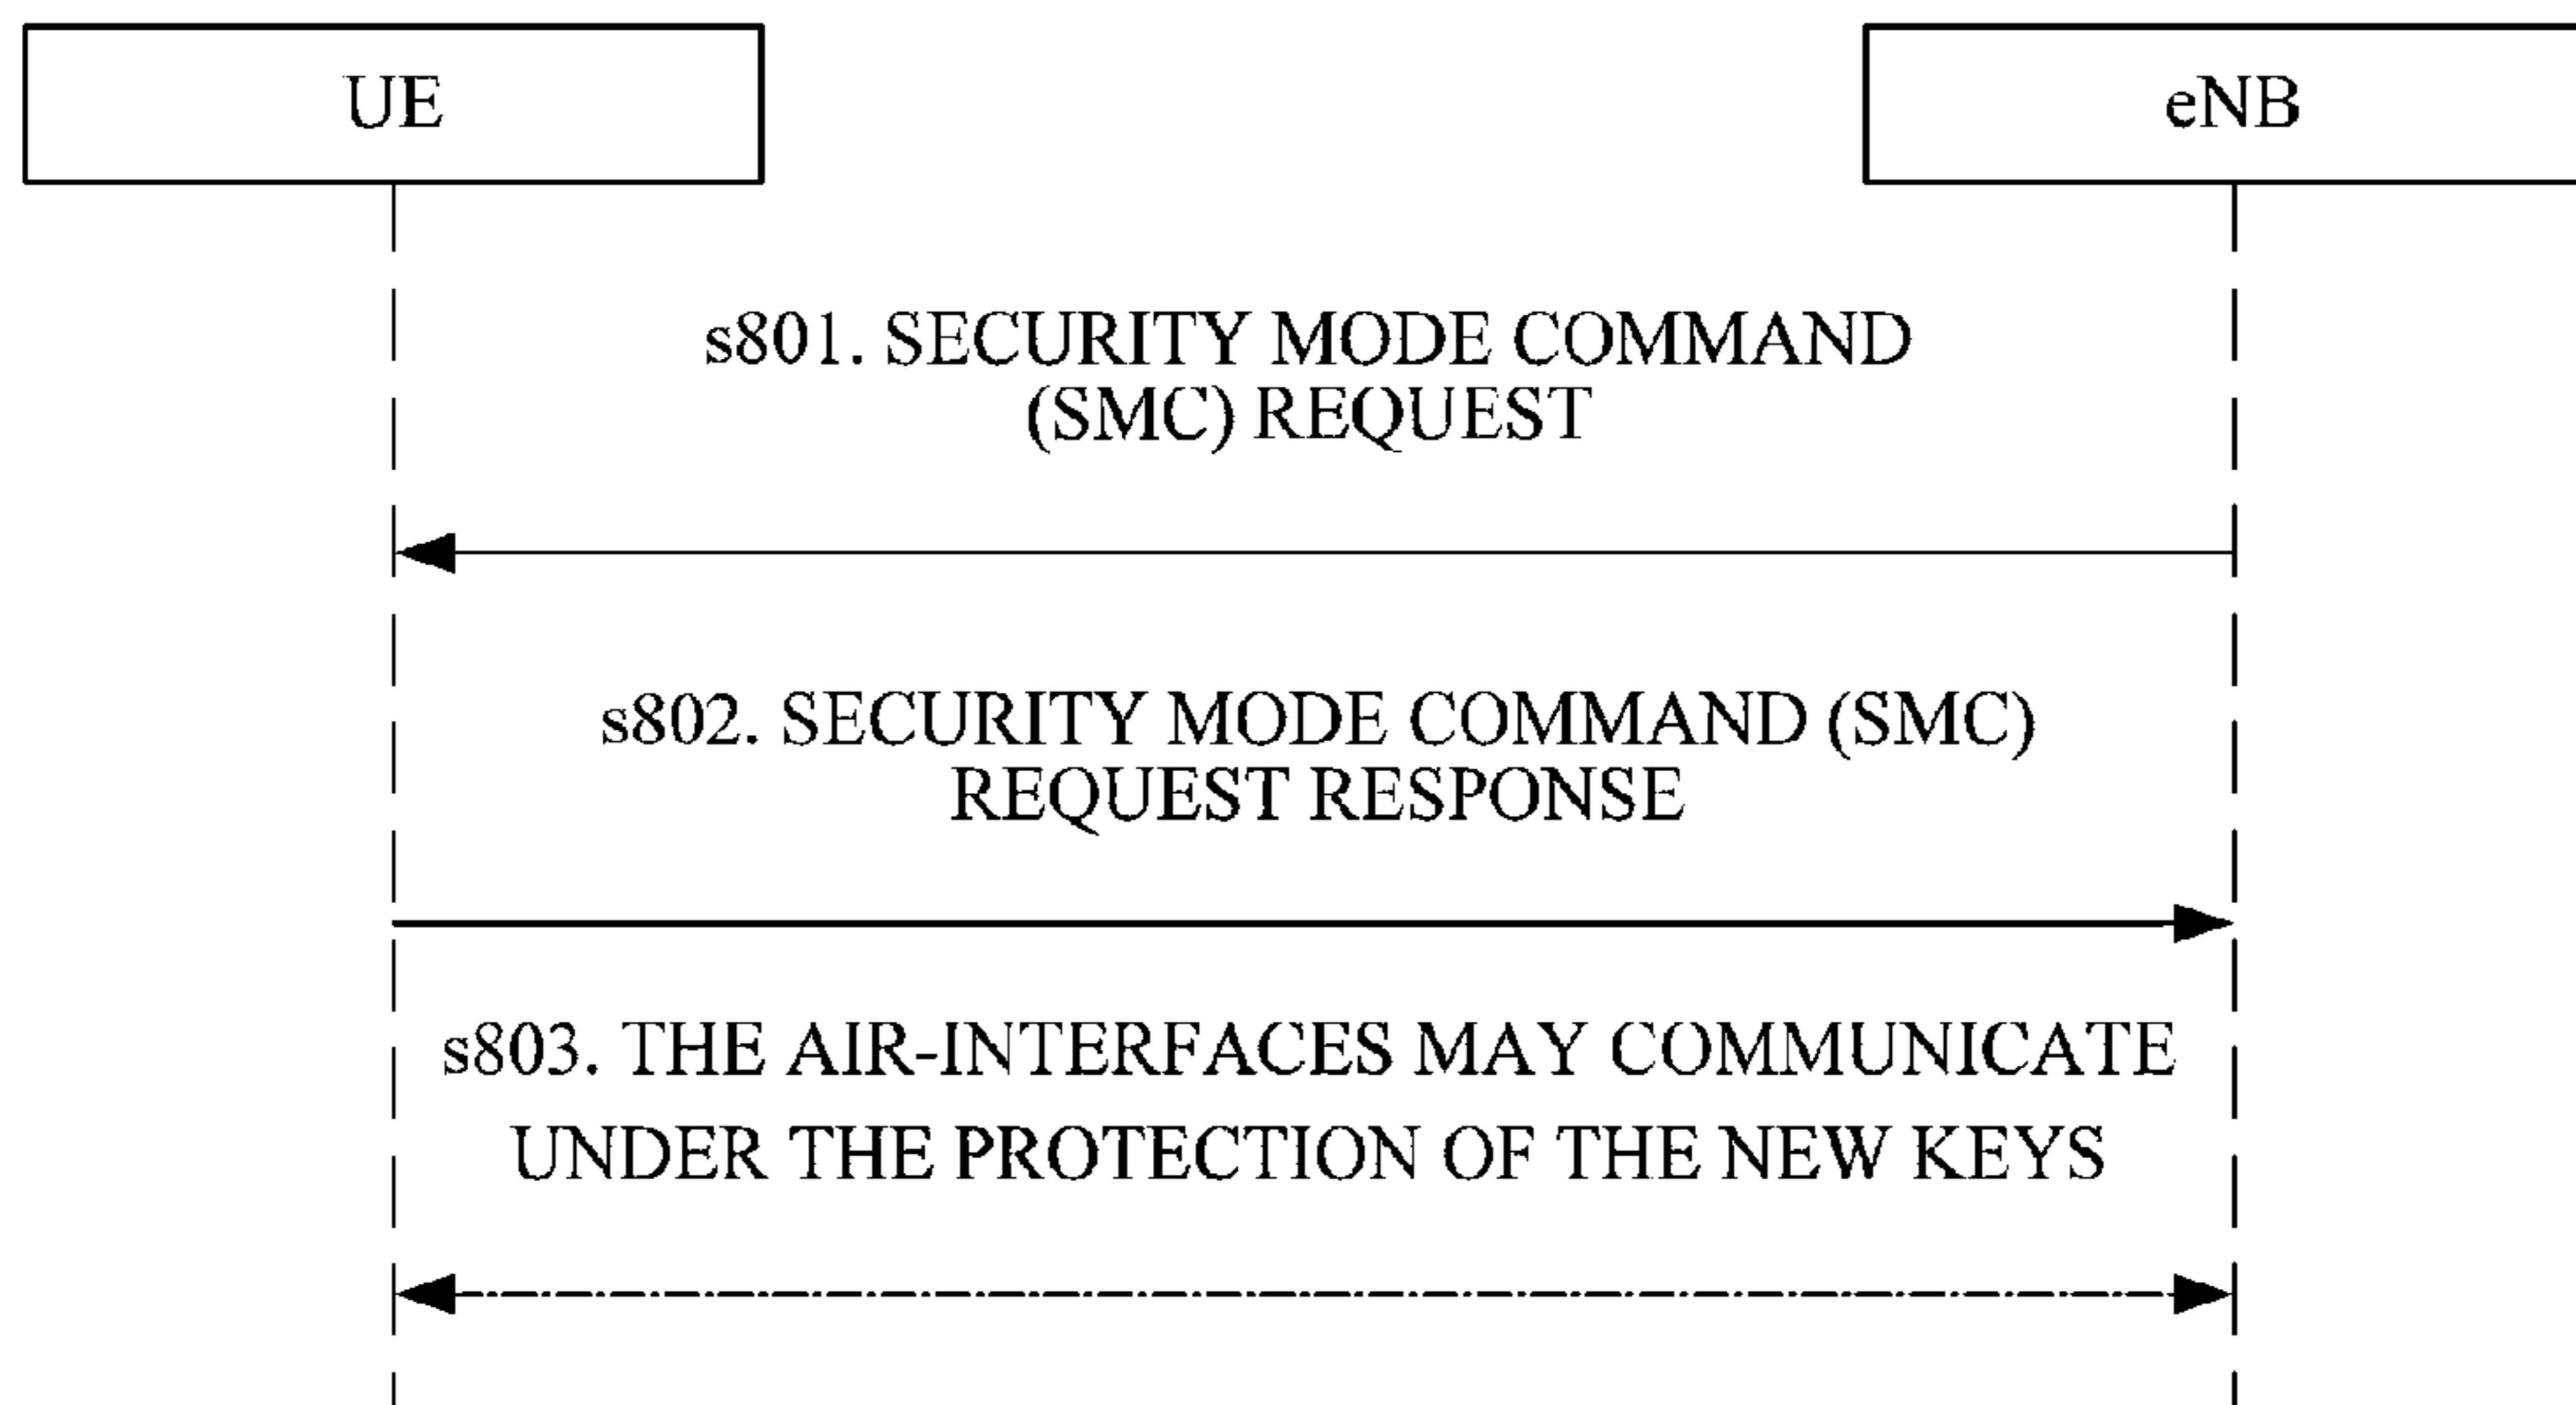 UE
eNB
s801. SECURITY MODE COMMAND
(SMC) REQUEST
s802. SECURITY MODE COMMAND (SMC)
REQUEST RESPONSE
s803. THE AIR-INTERFACES MAY COMMUNICATE
UNDER THE PROTECTION OF THE NEW KEYS